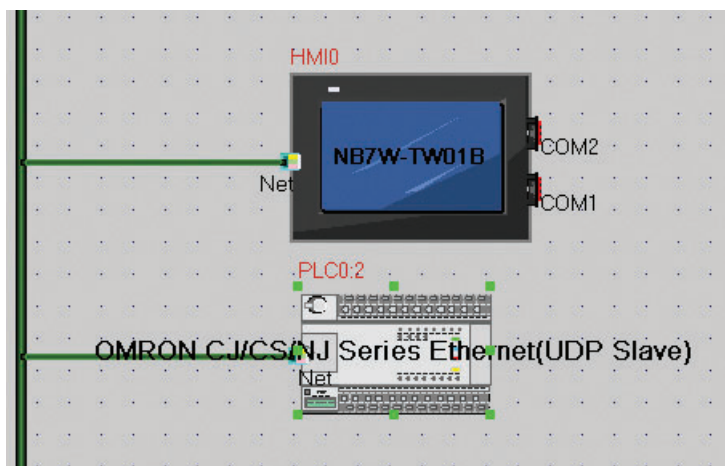 HMI0
NB7W-TW01B
COM2
Net
COM1
PLC0:2
OMRON CJ/CS/NJ Series Ethernet(UDP Slave)
Net